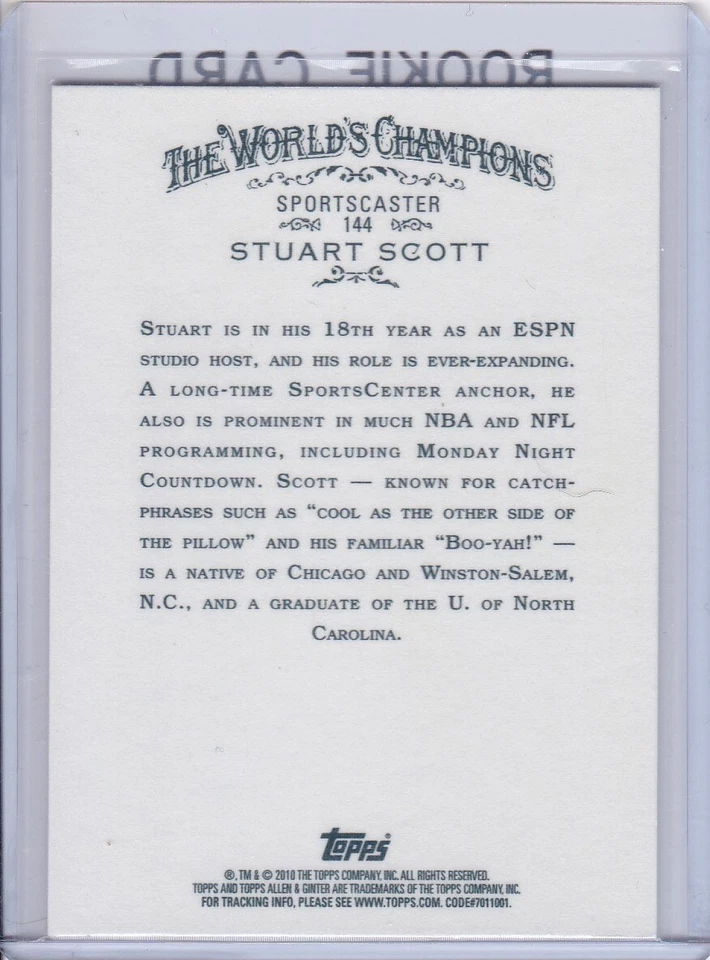 ROOKIE CARD
THE WORLD'S CHAMPIONS
SPORTSCASTER
144
STUART SCOTT
STUART IS IN HIS 18TH YEAR AS AN ESPN
STUDIO HOST, AND HIS ROLE IS EVER-EXPANDING.
A LONG-TIME SPORTSCENTER ANCHOR, HE
ALSO IS PROMINENT IN MUCH NBA AND NFL
PROGRAMMING, INCLUDING MONDAY NIGHT
COUNTDOWN. SCOTT — KNOWN FOR CATCH-
PHRASES SUCH AS “COOL AS THE OTHER SIDE OF
THE PILLOW” AND HIS FAMILIAR “BOO-YAH!” —
IS A NATIVE OF CHICAGO AND WINSTON-SALEM,
N.C., AND A GRADUATE OF THE U. OF NORTH
CAROLINA.
TOPPS®
®, TM & © 2010 THE TOPPS COMPANY, INC. ALL RIGHTS RESERVED.
TOPPS AND TOPPS ALLEN & GINTER ARE TRADEMARKS OF THE TOPPS COMPANY, INC.
FOR TRACKING INFO, PLEASE SEE WWW.TOPPS.COM. CODE#7011001.